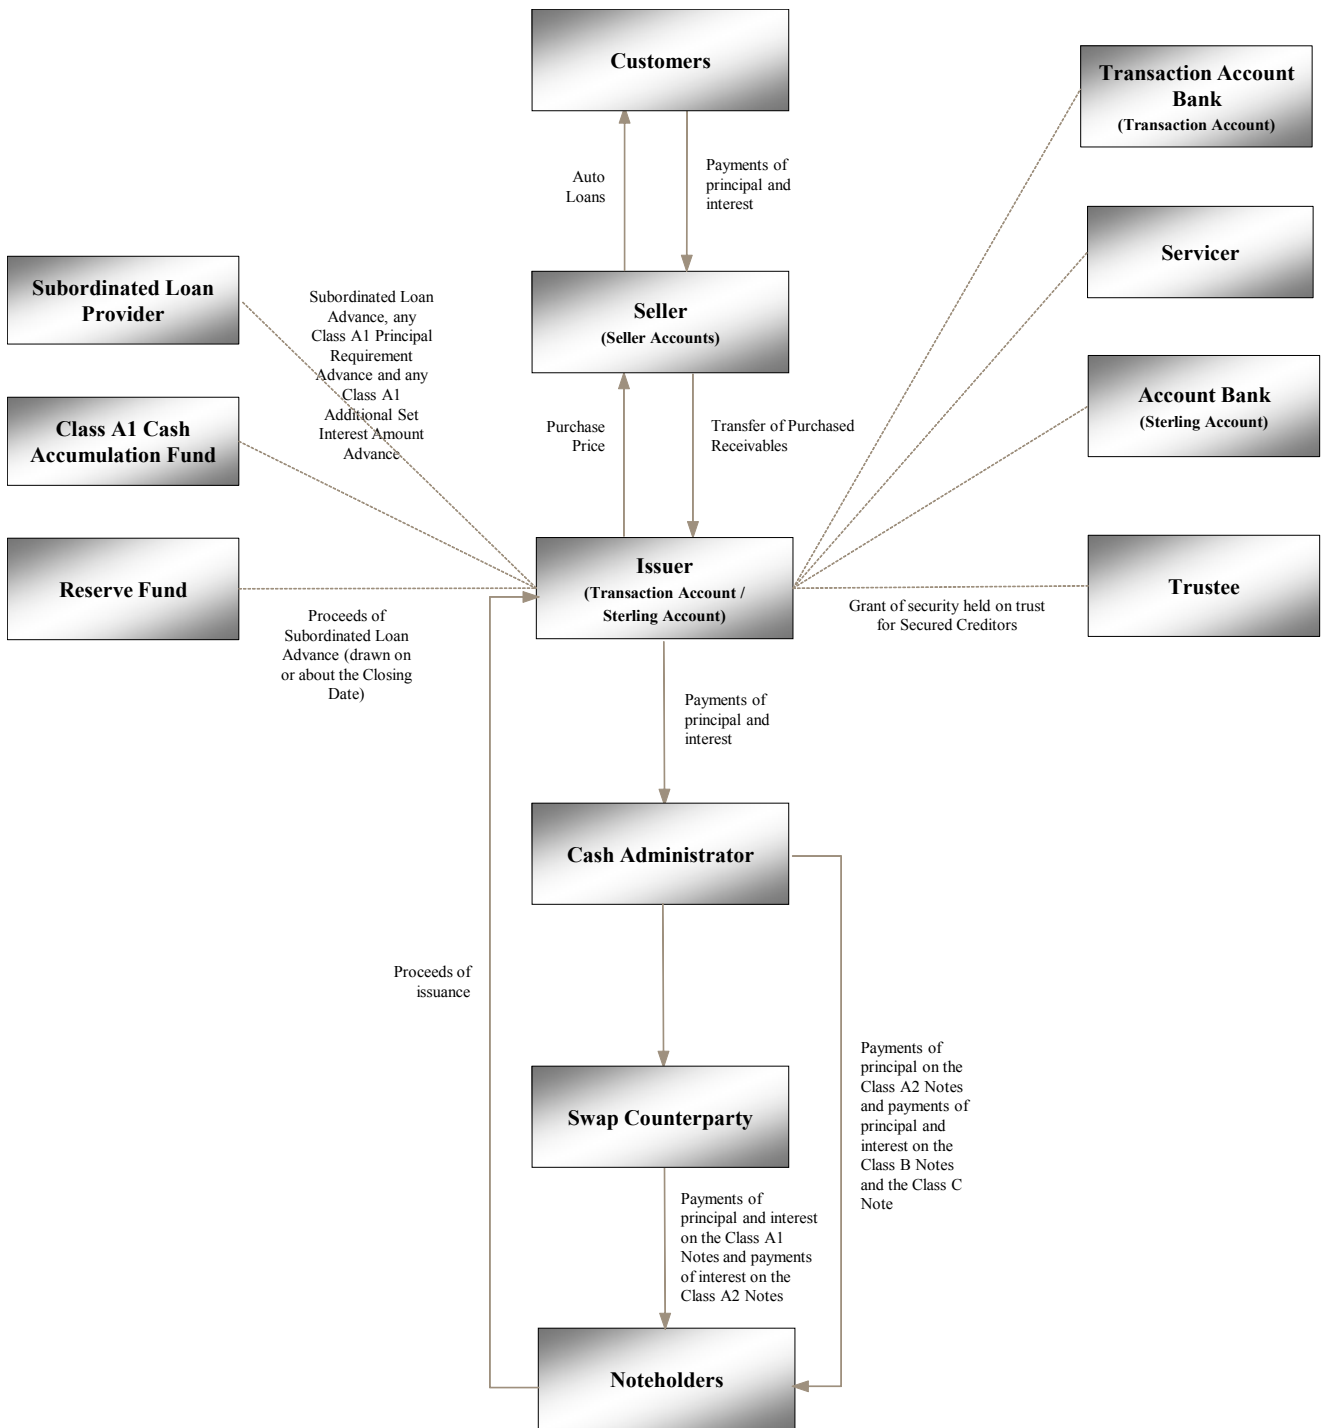 Customers
Transaction Account
Bank
(Transaction Account)
Auto
Loans
Payments of
principal and
interest
Servicer
Subordinated Loan
Provider
Subordinated Loan
Advance, any
Class A1 Principal
Requirement
Advance and any
Class A1
Additional Set
Interest Amount
Advance
Seller
(Seller Accounts)
Account Bank
(Sterling Account)
Class A1 Cash
Accumulation Fund
Purchase
Price
Transfer of Purchased
Receivables
Reserve Fund
Issuer
(Transaction Account /
Sterling Account)
Trustee
Grant of security held on trust
for Secured Creditors
Proceeds of
Subordinated Loan
Advance (drawn on
or about the Closing
Date)
Payments of
principal and
interest
Cash Administrator
Proceeds of
issuance
Payments of
principal on the
Class A2 Notes
and payments of
principal and
interest on the
Class B Notes
and the Class C
Note
Swap Counterparty
Payments of
principal and interest
on the Class A1
Notes and payments
of interest on the
Class A2 Notes
Noteholders